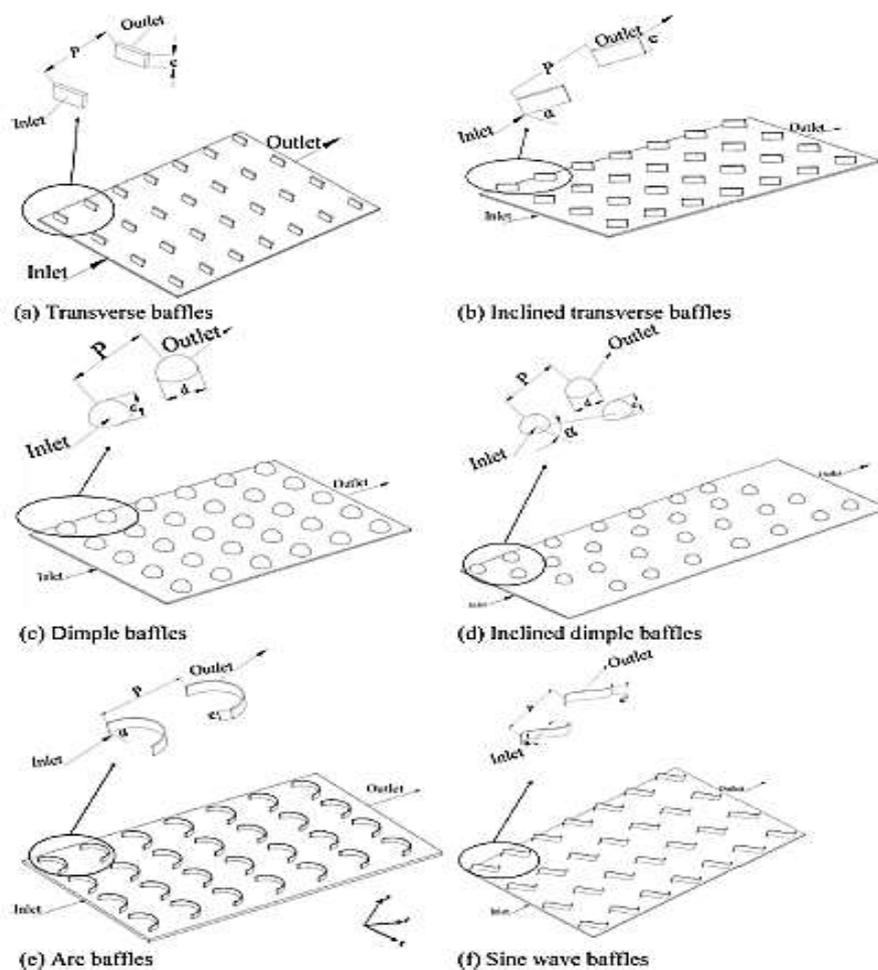 Outlet
P
e
Inlet
Outlet
Inlet
(a) Transverse baffles
Outlet
P
e
Inlet
α
Outlet
Inlet
(b) Inclined transverse baffles
Outlet
P
d
e
Inlet
Outlet
Inlet
(c) Dimple baffles
Outlet
P
d
e
α
Inlet
Outlet
Inlet
(d) Inclined dimple baffles
Outlet
P
e
α
Inlet
Outlet
Inlet
(e) Arc baffles
Outlet
e
Inlet
Outlet
Inlet
(f) Sine wave baffles